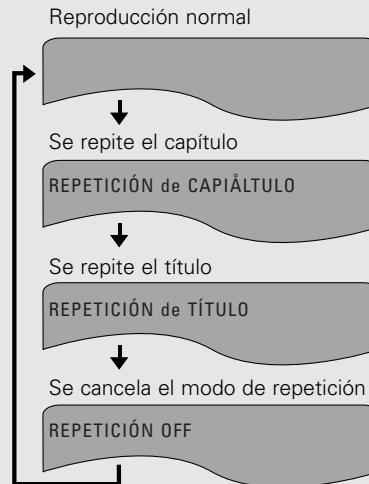 Reproducción normal
Se repite el capítulo
REPETICIÓN de CAPIÅLTULO
Se repite el título
REPETICIÓN de TÍTULO
Se cancela el modo de repetición
REPETICIÓN OFF